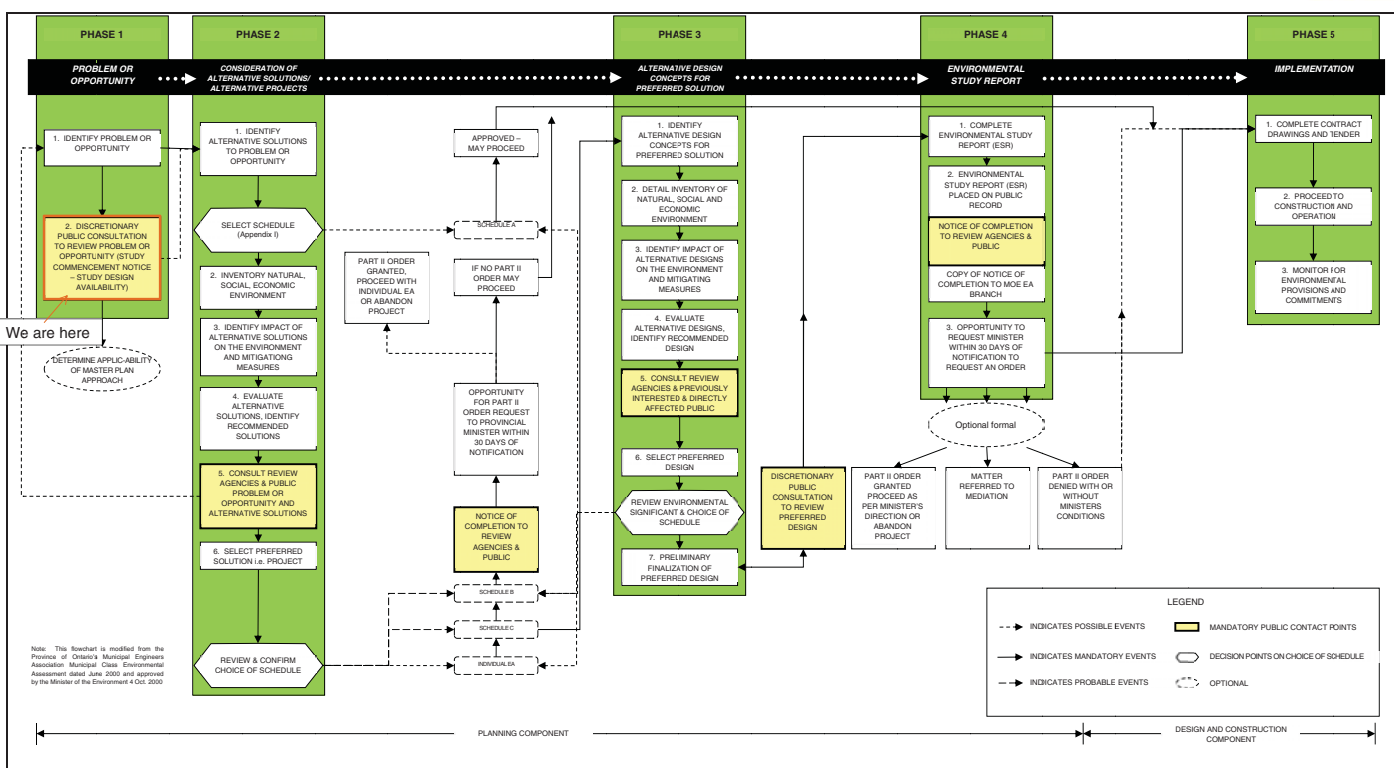 PHASE 1
PHASE 2
PHASE 3
PHASE 4
PHASE 5
PROBLEM OR
OPPORTUNITY
CONSIDERATION OF
ALTERNATIVE SOLUTIONS/
ALTERNATIVE PROJECTS
ALTERNATIVE DESIGN
CONCEPTS FOR
PREFERRED SOLUTION
ENVIRONMENTAL
STUDY REPORT
IMPLEMENTATION
1. IDENTIFY PROBLEM OR
OPPORTUNITY
2. DISCRETIONARY
PUBLIC CONSULTATION
TO REVIEW PROBLEM OR
OPPORTUNITY (STUDY
COMMENCEMENT NOTICE
– STUDY DESIGN
AVAILABILITY)
We are here
DETERMINE APPLIC-ABILITY
OF MASTER PLAN
APPROACH
1. IDENTIFY
ALTERNATIVE SOLUTIONS
TO PROBLEM OR
OPPORTUNITY
SELECT SCHEDULE
(Appendix I)
2. INVENTORY NATURAL,
SOCIAL, ECONOMIC
ENVIRONMENT
3. IDENTIFY IMPACT OF
ALTERNATIVE SOLUTIONS
ON THE ENVIRONMENT
AND MITIGATIONG
MEASURES
4. EVALUATE
ALTERNATIVE
SOLUTIONS, IDENTIFY
RECOMMENDED
SOLUTIONS
5. CONSULT REVIEW
AGENCIES & PUBLIC
PROBLEM OR
OPPORTUNITY AND
ALTERNATIVE SOLUTIONS
6. SELECT PREFERRED
SOLUTION i.e. PROJECT
REVIEW & CONFIRM
CHOICE OF SCHEDULE
APPROVED –
MAY PROCEED
SCHEDULE A
PART II ORDER
GRANTED,
PROCEED WITH
INDIVIDUAL EA
OR ABANDON
PROJECT
IF NO PART II
ORDER MAY
PROCEED
OPPORTUNITY
FOR PART II
ORDER REQUEST
TO PROVINCIAL
MINISTER WITHIN
30 DAYS OF
NOTIFICATION
NOTICE OF
COMPLETION TO
REVIEW
AGENCIES &
PUBLIC
SCHEDULE B
SCHEDULE C
INDIVIDUAL EA
1. IDENTIFY
ALTERNATIVE DESIGN
CONCEPTS FOR
PREFERRED SOLUTION
2. DETAIL INVENTORY OF
NATURAL, SOCIAL AND
ECONOMIC
ENVIRONMENT
3. IDENTIFY IMPACT OF
ALTERNATIVE DESIGNS
ON THE ENVIRONMENT
AND MITIGATING
MEASURES
4. EVALUATE
ALTERNATIVE DESIGNS,
IDENTIFY RECOMMENDED
DESIGN
5. CONSULT REVIEW
AGENCIES & PREVIOUSLY
INTERESTED & DIRECTLY
AFFECTED PUBLIC
6. SELECT PREFERRED
DESIGN
REVIEW ENVIRONMENTAL
SIGNIFICANT & CHOICE OF
SCHEDULE
7. PRELIMINARY
FINALIZATION OF
PREFERRED DESIGN
DISCRETIONARY
PUBLIC
CONSULTATION
TO REVIEW
PREFERRED
DESIGN
1. COMPLETE
ENVIRONMENTAL STUDY
REPORT (ESR)
2. ENVIRONMENTAL
STUDY REPORT (ESR)
PLACED ON PUBLIC
RECORD
NOTICE OF COMPLETION
TO REVIEW AGENCIES &
PUBLIC
COPY OF NOTICE OF
COMPLETION TO MOE EA
BRANCH
3. OPPORTUNITY TO
REQUEST MINISTER
WITHIN 30 DAYS OF
NOTIFICATION TO
REQUEST AN ORDER
Optional formal
PART II ORDER
GRANTED
PROCEED AS
PER MINISTER'S
DIRECTION OR
ABANDON
PROJECT
MATTER
REFERRED TO
MEDIATION
PART II ORDER
DENIED WITH OR
WITHOUT
MINISTERS
CONDITIONS
1. COMPLETE CONTRACT
DRAWINGS AND TENDER
2. PROCEED TO
CONSTRUCTION AND
OPERATION
3. MONITOR FOR
ENVIRONMENTAL
PROVISIONS AND
COMMITMENTS
LEGEND
INDICATES POSSIBLE EVENTS
MANDATORY PUBLIC CONTACT POINTS
INDICATES MANDATORY EVENTS
DECISION POINTS ON CHOICE OF SCHEDULE
INDICATES PROBABLE EVENTS
OPTIONAL
Note: This flowchart is modified from the
Province of Ontario's Municipal Engineers
Association Municipal Class Environmental
Assessment dated June 2000 and approved
by the Minister of the Environment 4 Oct. 2000
PLANNING COMPONENT
DESIGN AND CONSTRUCTION
COMPONENT